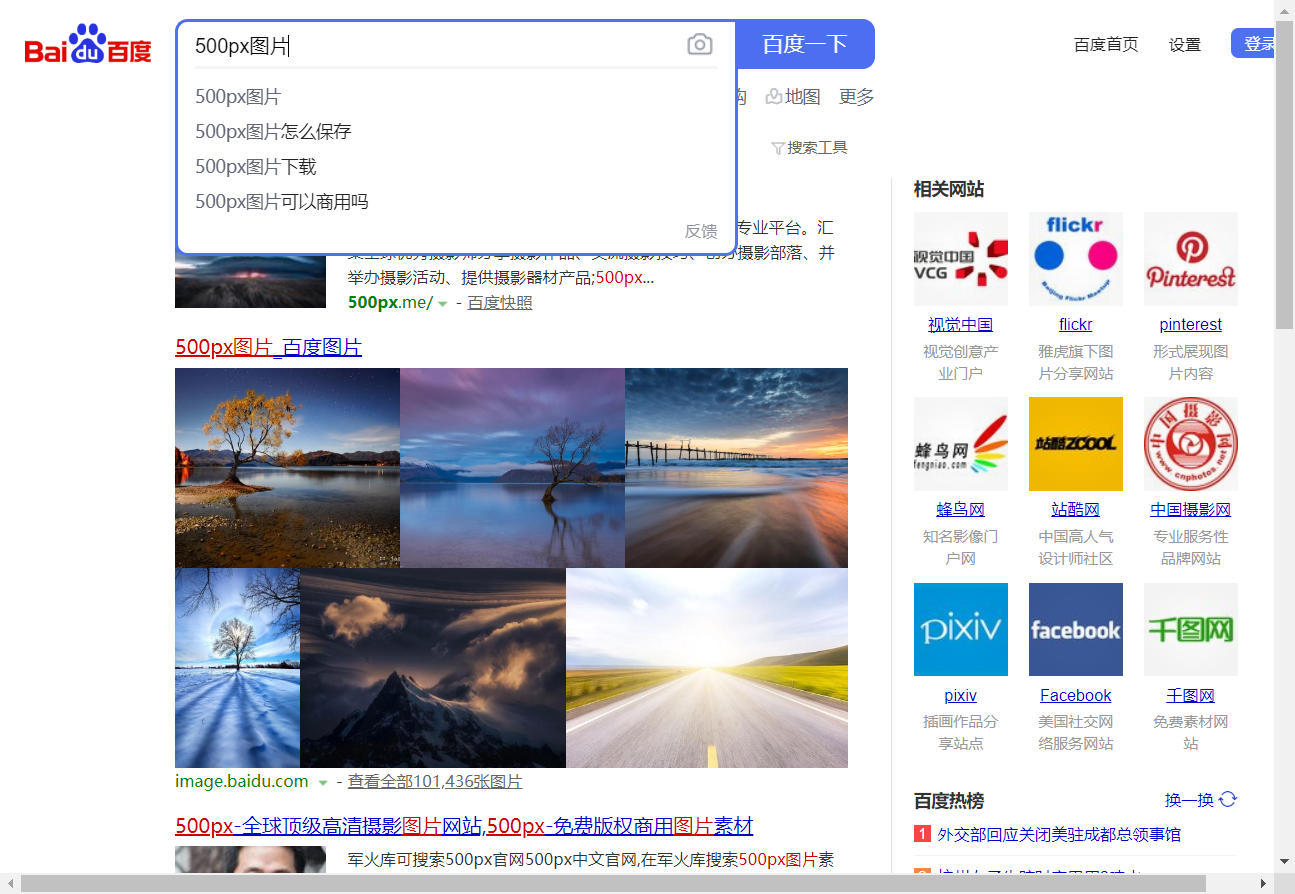 Bai du 百度
500px图片
百度一下
百度首页
设置
登录
500px图片
500px图片怎么保存
500px图片下载
500px图片可以商用吗
反馈
地图
更多
搜索工具
专业平台。汇
举办摄影活动、提供摄影器材产品;500px...
500px.me/ - 百度快照
500px图片_百度图片
image.baidu.com - 查看全部101,436张图片
500px-全球顶级高清摄影图片网站,500px-免费版权商用图片素材
军火库可搜索500px官网500px中文官网,在军火库搜索500px图片素
相关网站
视觉中国
VCG
flickr
Beijing Flickr Meetup
Pinterest
视觉中国
flickr
pinterest
视觉创意产
业门户
雅虎旗下图
片分享网站
形式展现图
片内容
蜂鸟网
fengniao.com
站酷ZCOOL
中国摄影网
www.cnphotos.net
蜂鸟网
站酷网
中国摄影网
知名影像门
户网
中国高人气
设计师社区
专业服务性
品牌网站
pixiv
facebook
千图网
pixiv
Facebook
千图网
插画作品分
享站点
美国社交网
络服务网站
免费素材网
站
百度热榜
换一换
1 外交部回应关闭美驻成都总领事馆